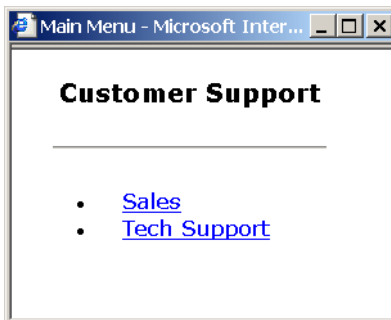 Main Menu - Microsoft Inter...
Customer Support
Sales
Tech Support